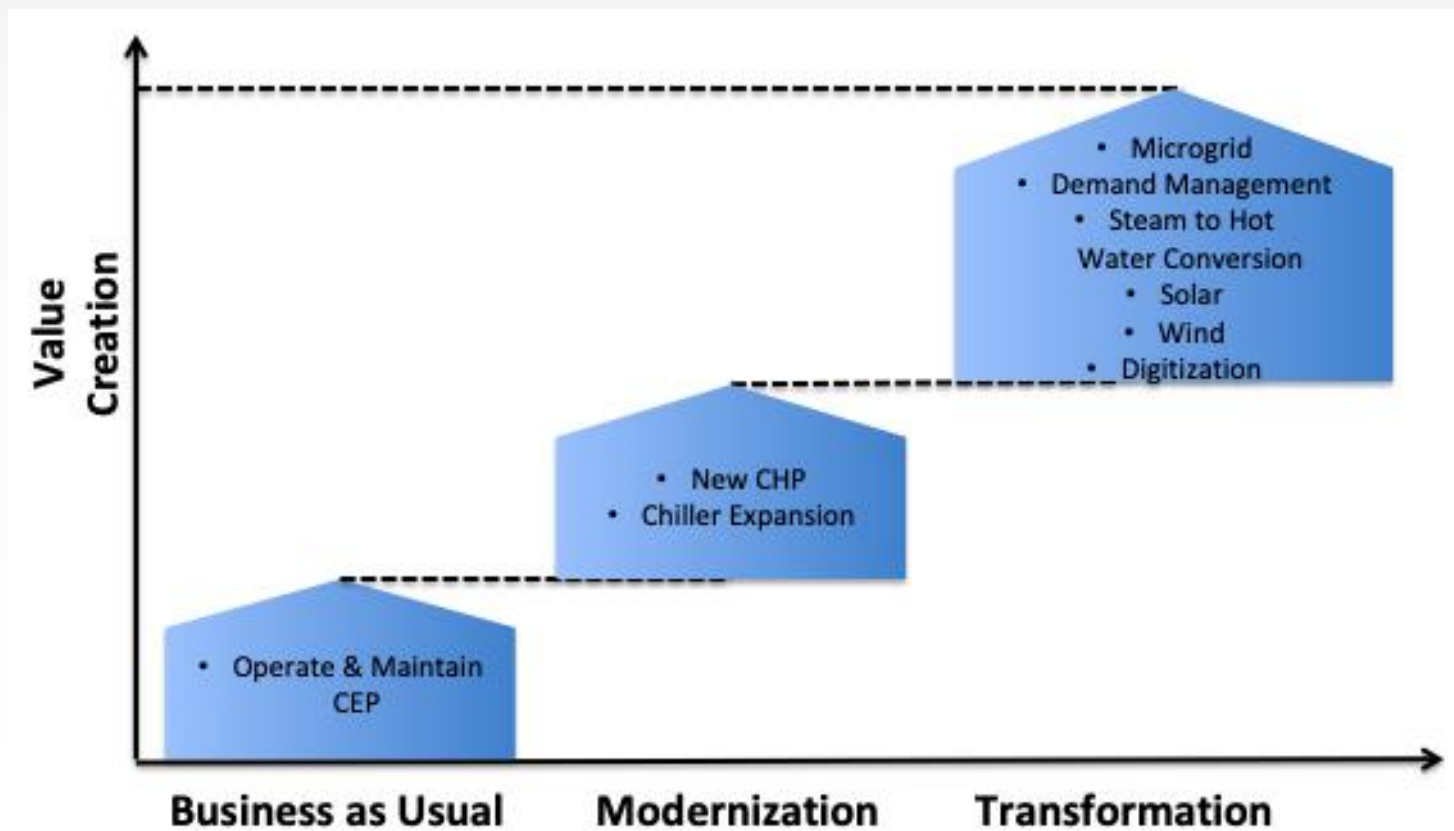 Value
Creation
• Operate & Maintain
CEP
• New CHP
• Chiller Expansion
• Microgrid
• Demand Management
• Steam to Hot
Water Conversion
• Solar
• Wind
• Digitization
Business as Usual
Modernization
Transformation